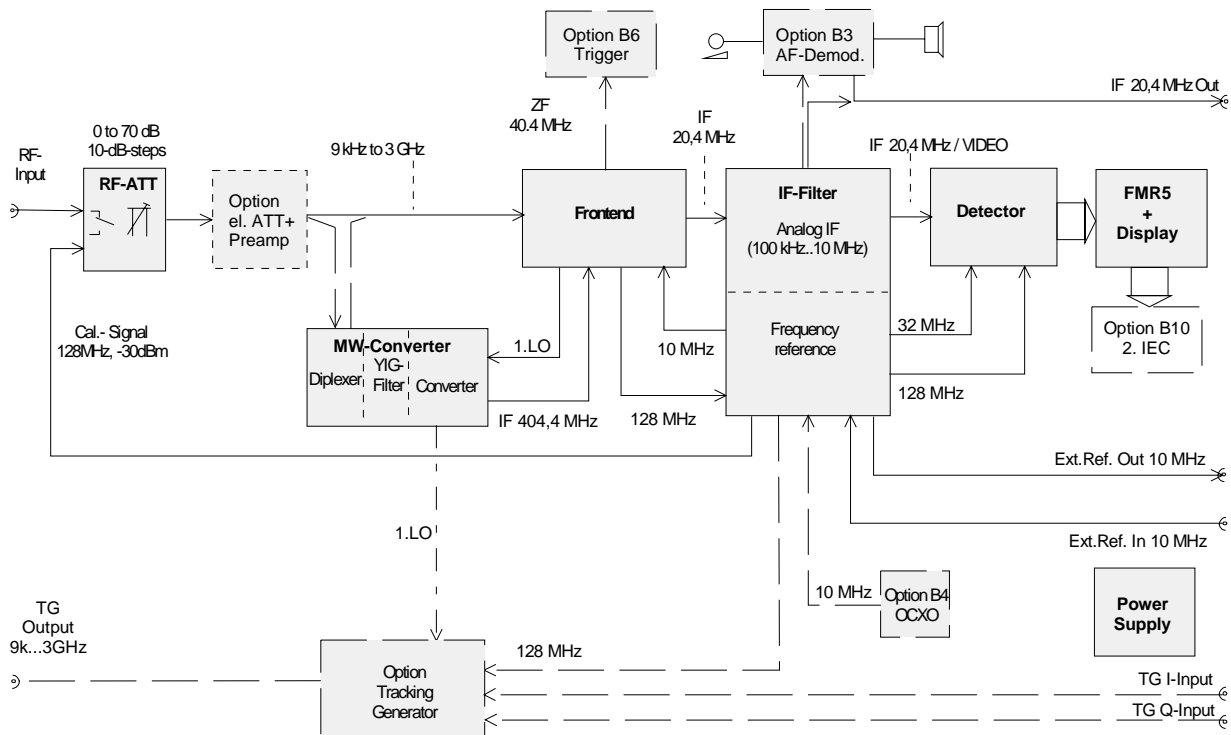 Option B6
Trigger
Option B3
AF-Demod.
IF 20,4 MHz Out
ZF
40.4 MHz
0 to 70 dB
10-dB-steps
RF-
Input
RF-ATT
9 kHz to 3 GHz
IF
20,4 MHz
IF 20,4 MHz / VIDEO
Option
el. ATT+
Preamp
Frontend
IF-Filter
Analog IF
(100 kHz..10 MHz)
Detector
FMR5
+
Display
Cal.- Signal
128MHz, -30dBm
MW-Converter
Diplexer
YIG-
Filter
Converter
1.LO
10 MHz
Frequency
reference
32 MHz
Option B10
2. IEC
IF 404,4 MHz
128 MHz
128 MHz
Ext.Ref. Out 10 MHz
1.LO
Ext.Ref. In 10 MHz
10 MHz
Option B4
OCXO
Power
Supply
TG
Output
9k...3GHz
Option
Tracking
Generator
128 MHz
TG I-Input
TG Q-Input